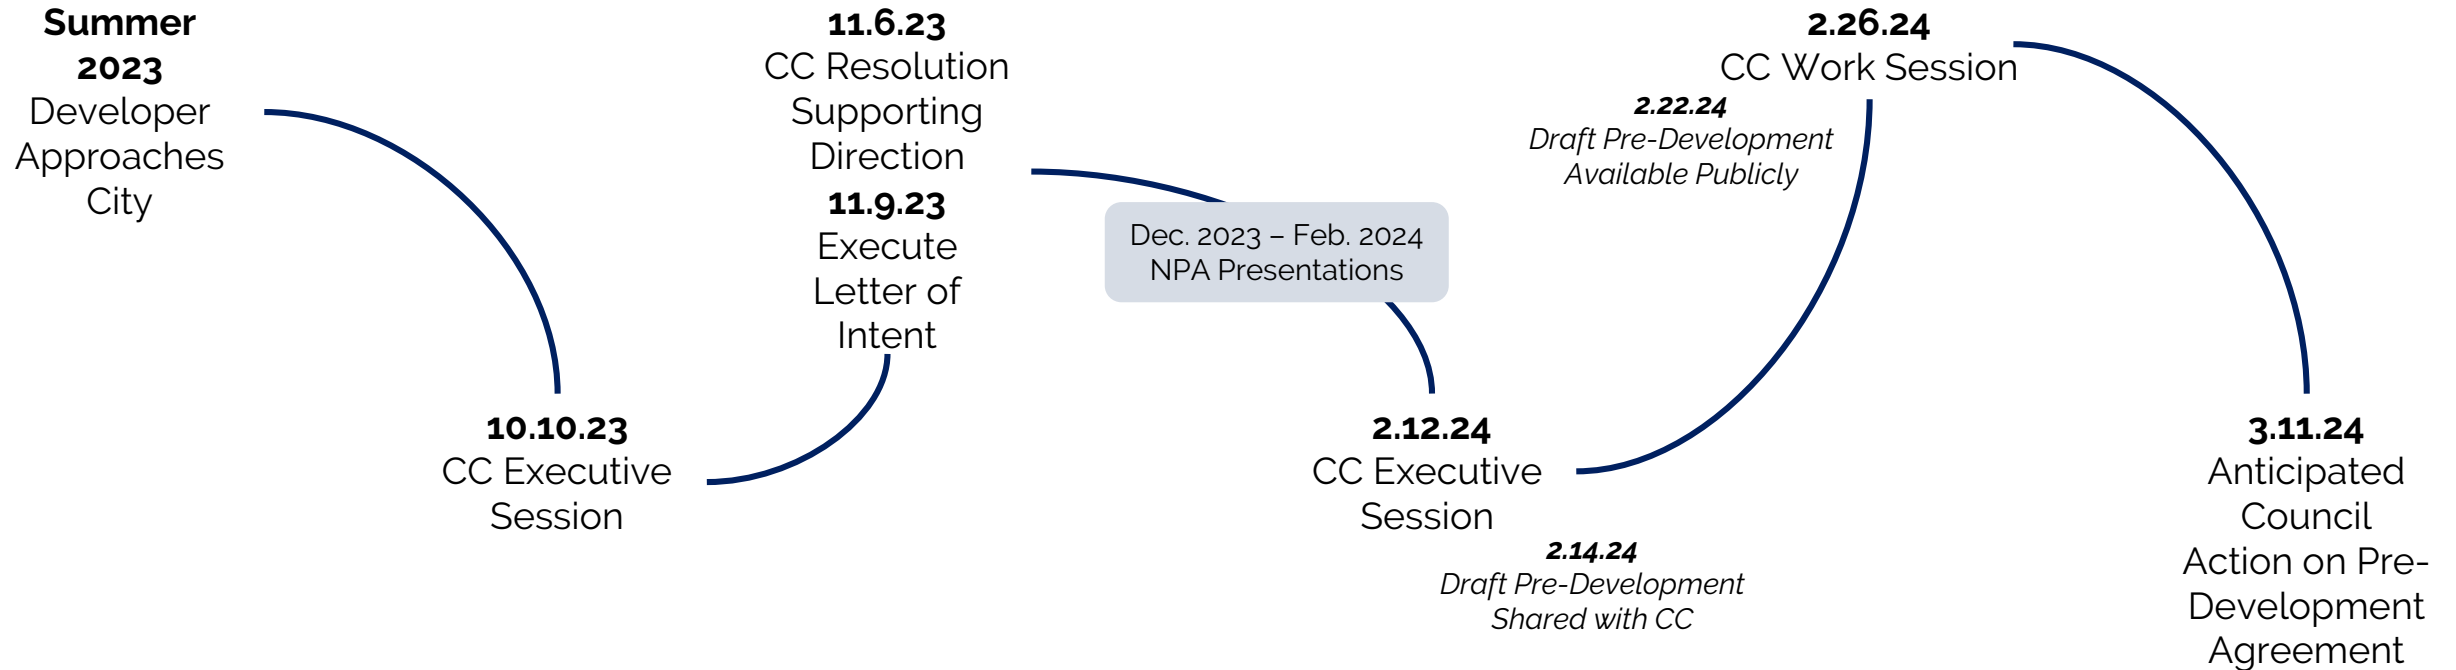 Summer
2023
Developer
Approaches
City
10.10.23
CC Executive
Session
11.6.23
CC Resolution
Supporting
Direction
11.9.23
Execute
Letter of
Intent
Dec. 2023 – Feb. 2024
NPA Presentations
2.12.24
CC Executive
Session
2.14.24
Draft Pre-Development
Shared with CC
2.22.24
Draft Pre-Development
Available Publicly
2.26.24
CC Work Session
3.11.24
Anticipated
Council
Action on Pre-
Development
Agreement